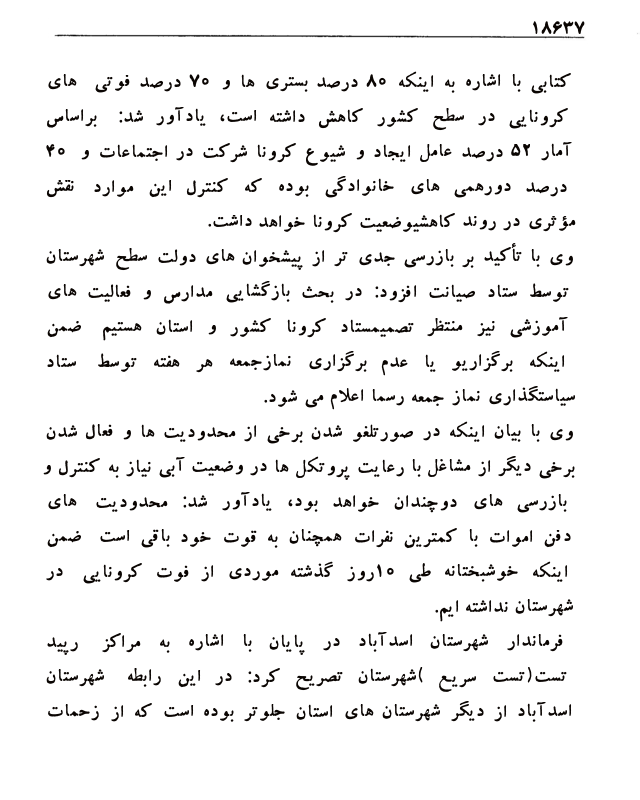 ۱۸۶۳۷
کتابی با اشاره به اینکه ۸۰ درصد بستری ها و ۷۰ درصد فوتی های
کرونایی در سطح کشور کاهش داشته است، یادآور شد: براساس
آمار ۵۲ درصد عامل ایجاد و شیوع کرونا شرکت در اجتماعات و ۴۰
درصد دورهمی های خانوادگی بوده که کنترل این موارد نقش
مؤثری در روند کاهشیوضعیت کرونا خواهد داشت.
وی با تأکید بر بازرسی جدی تر از پیشخوان های دولت سطح شهرستان
توسط ستاد صیانت افزود: در بحث بازگشایی مدارس و فعالیت های
آموزشی نیز منتظر تصمیمستاد کرونا کشور و استان هستیم ضمن
اینکه برگزاریو یا عدم برگزاری نمازجمعه هر هفته توسط ستاد
سیاستگذاری نماز جمعه رسما اعلام می شود.
وی با بیان اینکه در صورتلغو شدن برخی از محدودیت ها و فعال شدن
برخی دیگر از مشاغل با رعایت پروتکل ها در وضعیت آبی نیاز به کنترل و
بازرسی های دوچندان خواهد بود، یادآور شد: محدودیت های
دفن اموات با کمترین نفرات همچنان به قوت خود باقی است ضمن
اینکه خوشبختانه طی ۱۰روز گذشته موردی از فوت کرونایی در
شهرستان نداشته ایم.
فرماندار شهرستان اسدآباد در پایان با اشاره به مراکز رپید
تست(تست سریع )شهرستان تصریح کرد: در این رابطه شهرستان
اسدآباد از دیگر شهرستان های استان جلوتر بوده است که از زحمات